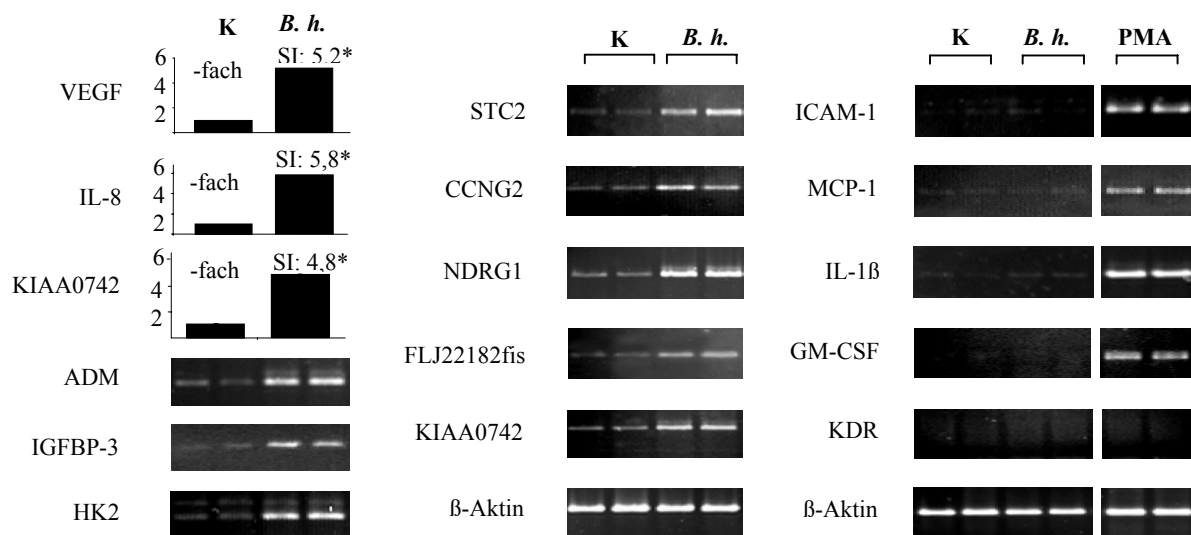 K B. h.
6
4
2
-fach
SI: 5,2*
VEGF
6
4
2
-fach
SI: 5,8*
IL-8
6
4
2
-fach
SI: 4,8*
KIAA0742
ADM
IGFBP-3
HK2
K B. h.
STC2
CCNG2
NDRG1
FLJ22182fis
KIAA0742
ß-Aktin
K B. h. PMA
ICAM-1
MCP-1
IL-1ß
GM-CSF
KDR
ß-Aktin